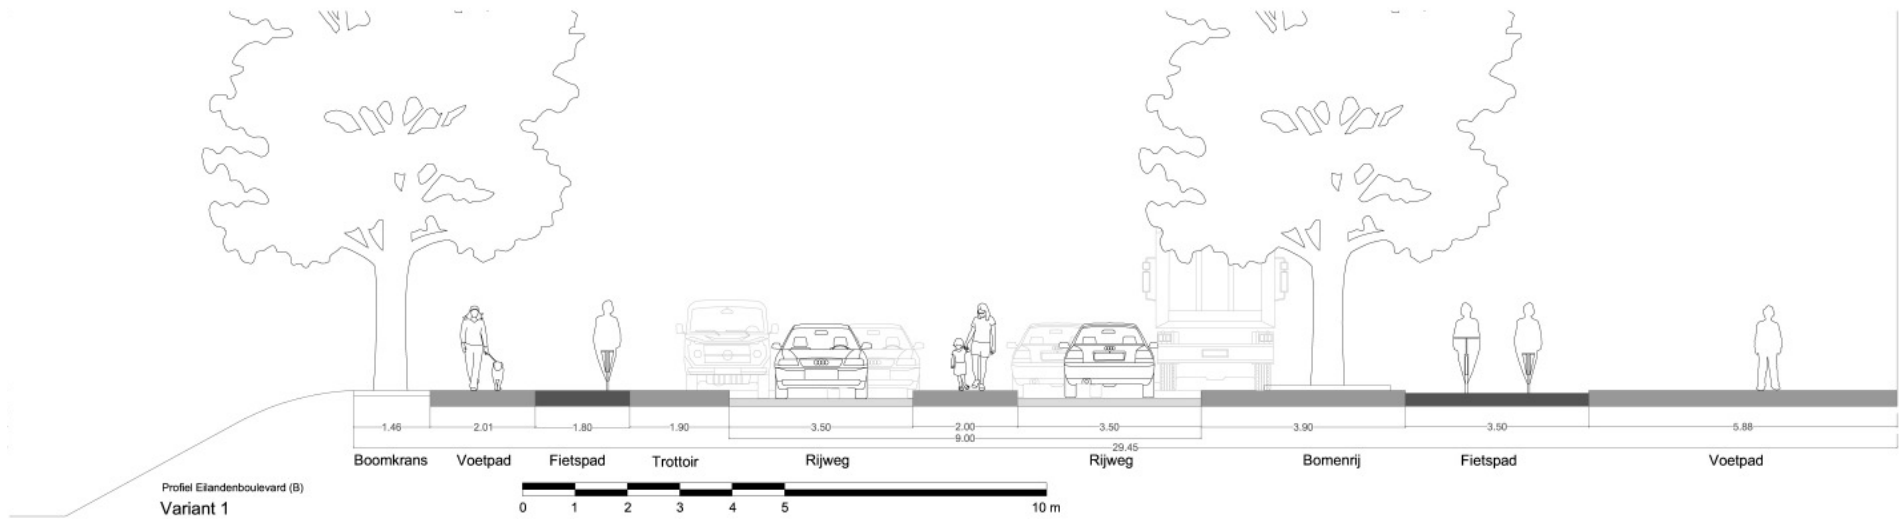 1.46 2.01 1.80 1.90 3.50 2.00 3.50 3.90 3.50 5.88
9.00
29.45
Boomkrans Voetpad Fietspad Trottoir Rijweg Rijweg Bomenrij Fietspad Voetpad
Profiel Eilandenboulevard (B)
Variant 1
0 1 2 3 4 5 10 m